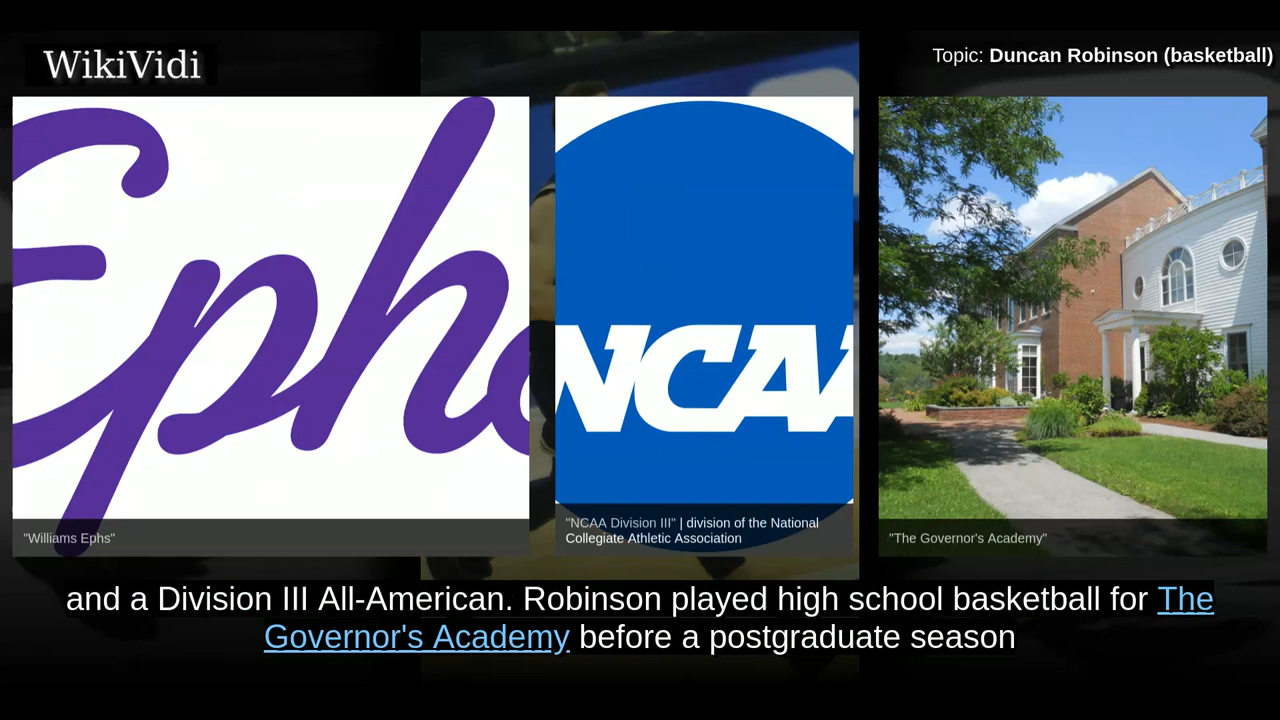 WikiVidi
Topic: Duncan Robinson (basketball)
Eph
NCAA
"Williams Ephs"
"NCAA Division III" | division of the National
Collegiate Athletic Association
"The Governor's Academy"
and a Division III All-American. Robinson played high school basketball for The
Governor's Academy before a postgraduate season